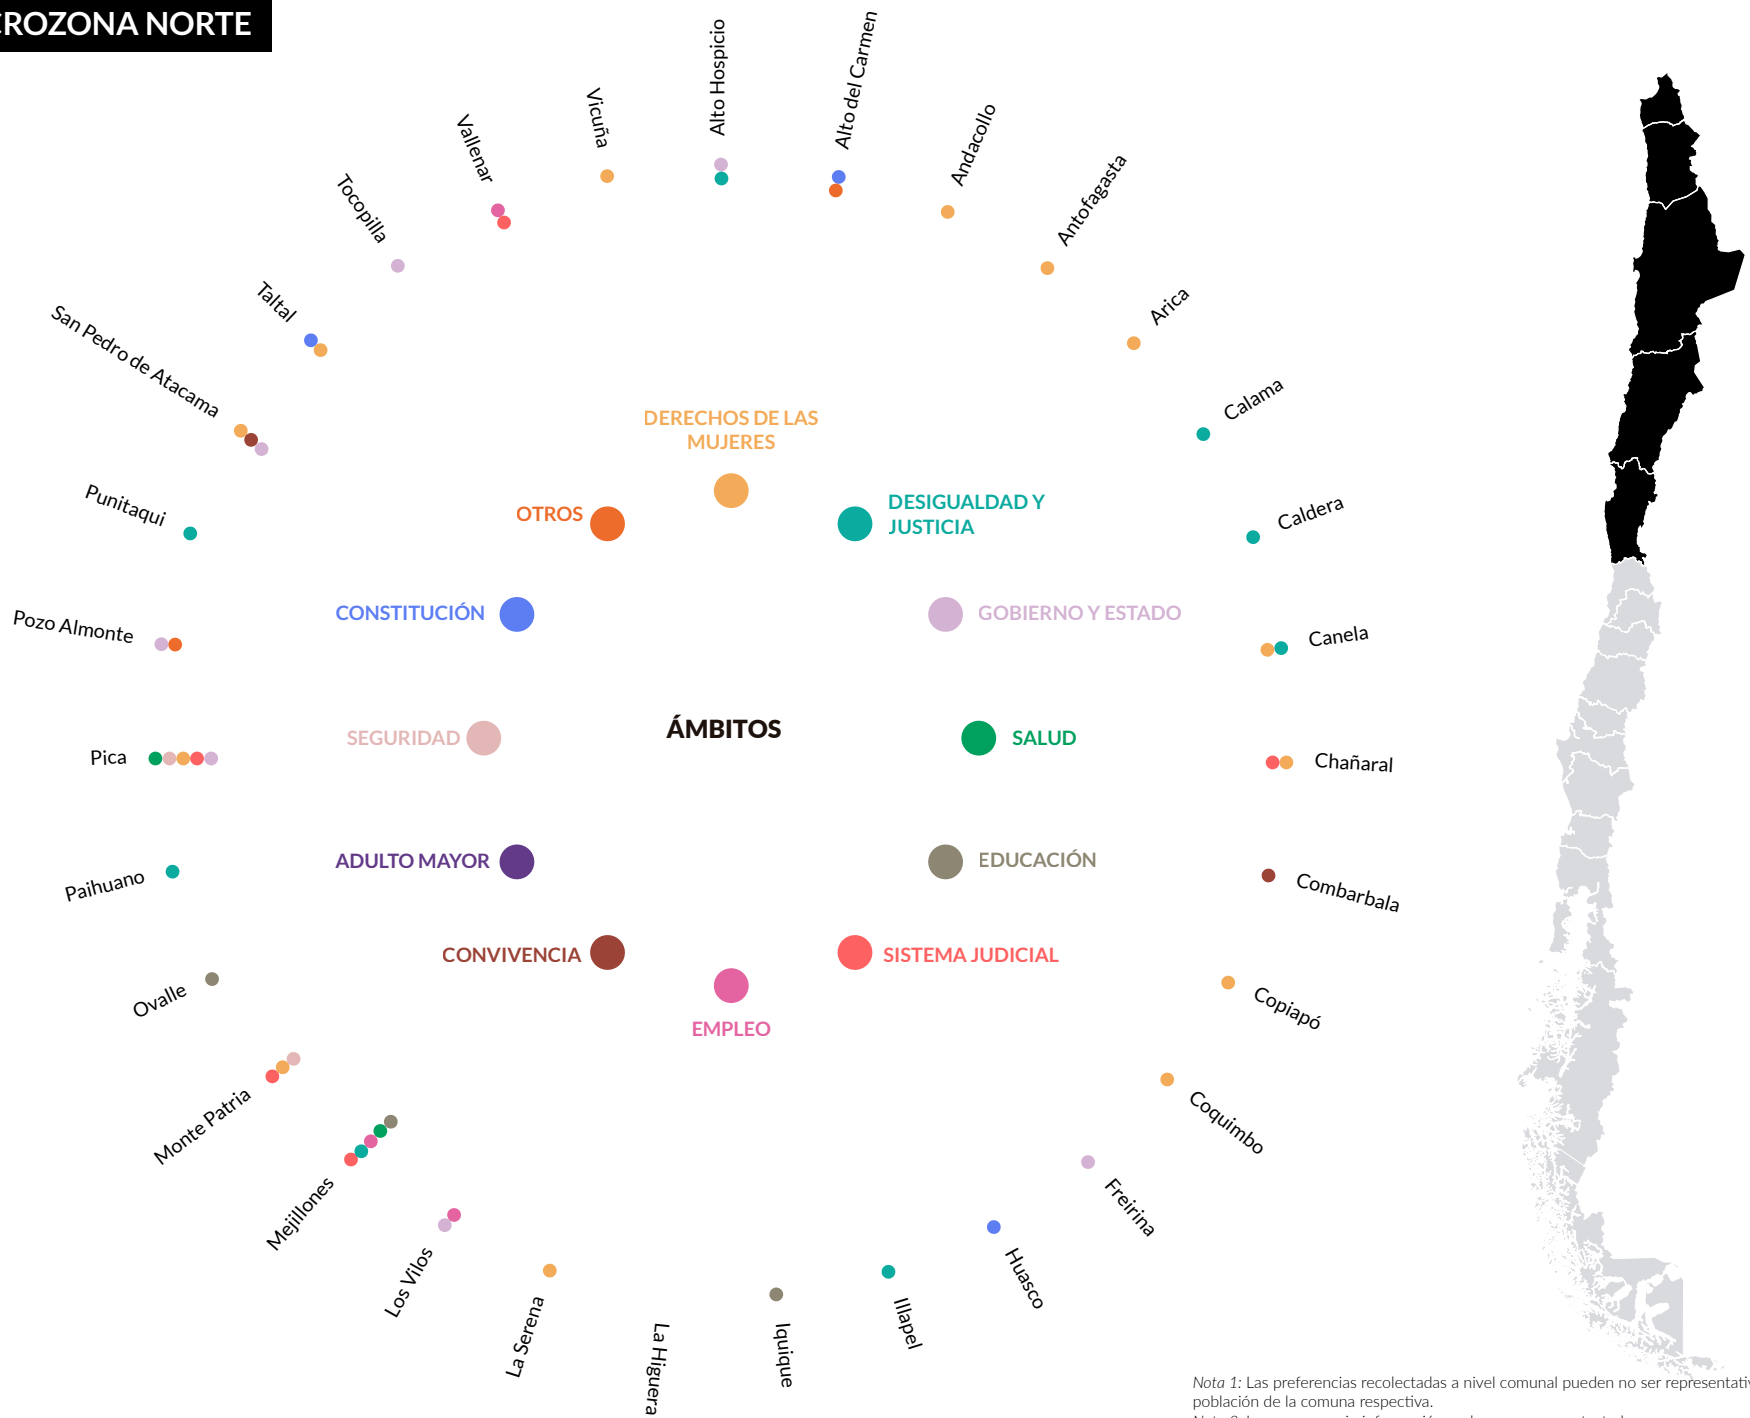 CROZONA NORTE
Alto Hospicio
Alto del Carmen
Andacollo
Antofagasta
Arica
Calama
Caldera
Canela
Chañaral
Combarbala
Copiapó
Coquimbo
Freirina
Huasco
Illapel
Iquique
La Higuera
La Serena
Los Vilos
Mejillones
Monte Patria
Ovalle
Paihuano
Pica
Pozo Almonte
Punitaqui
San Pedro de Atacama
Taltal
Tocopilla
Vallenar
Vicuña
DERECHOS DE LAS
MUJERES
DESIGUALDAD Y
JUSTICIA
GOBIERNO Y ESTADO
SALUD
EDUCACIÓN
SISTEMA JUDICIAL
EMPLEO
CONVIVENCIA
ADULTO MAYOR
SEGURIDAD
CONSTITUCIÓN
OTROS
ÁMBITOS
Nota 1: Las preferencias recolectadas a nivel comunal pueden no ser
población de la comuna respectiva.